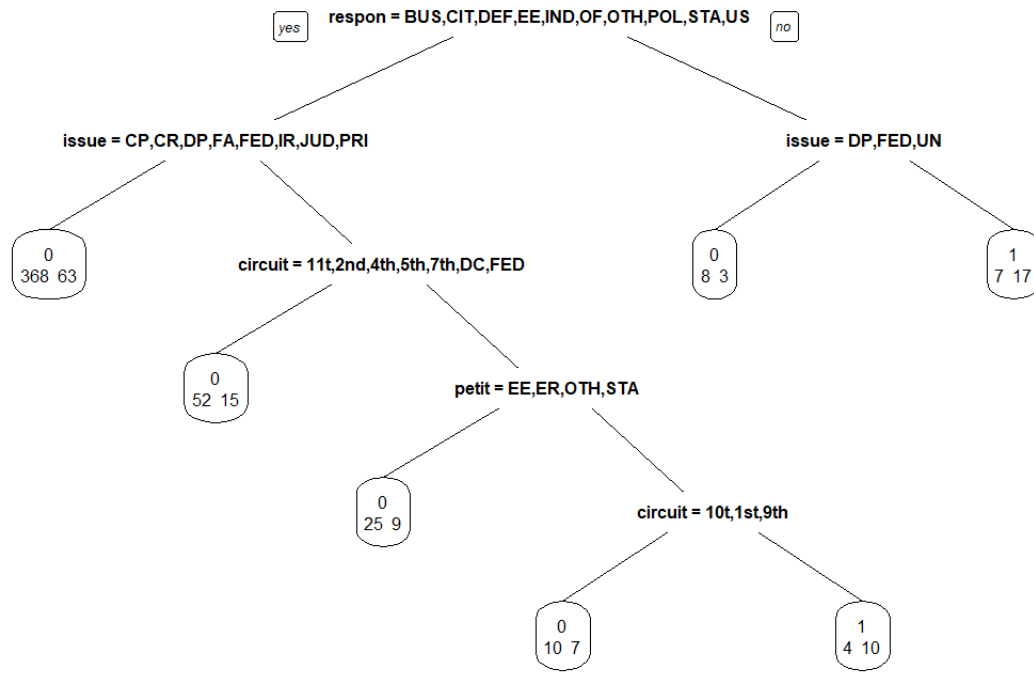 yes respon = BUS,CIT,DEF,EE,IND,OF,OTH,POL,STA,US no
issue = CP,CR,DP,FA,FED,IR,JUD,PRI
issue = DP,FED,UN
0
368 63
circuit = 11t,2nd,4th,5th,7th,DC,FED
0
8 3
1
7 17
0
52 15
petit = EE,ER,OTH,STA
0
25 9
circuit = 10t,1st,9th
0
10 7
1
4 10